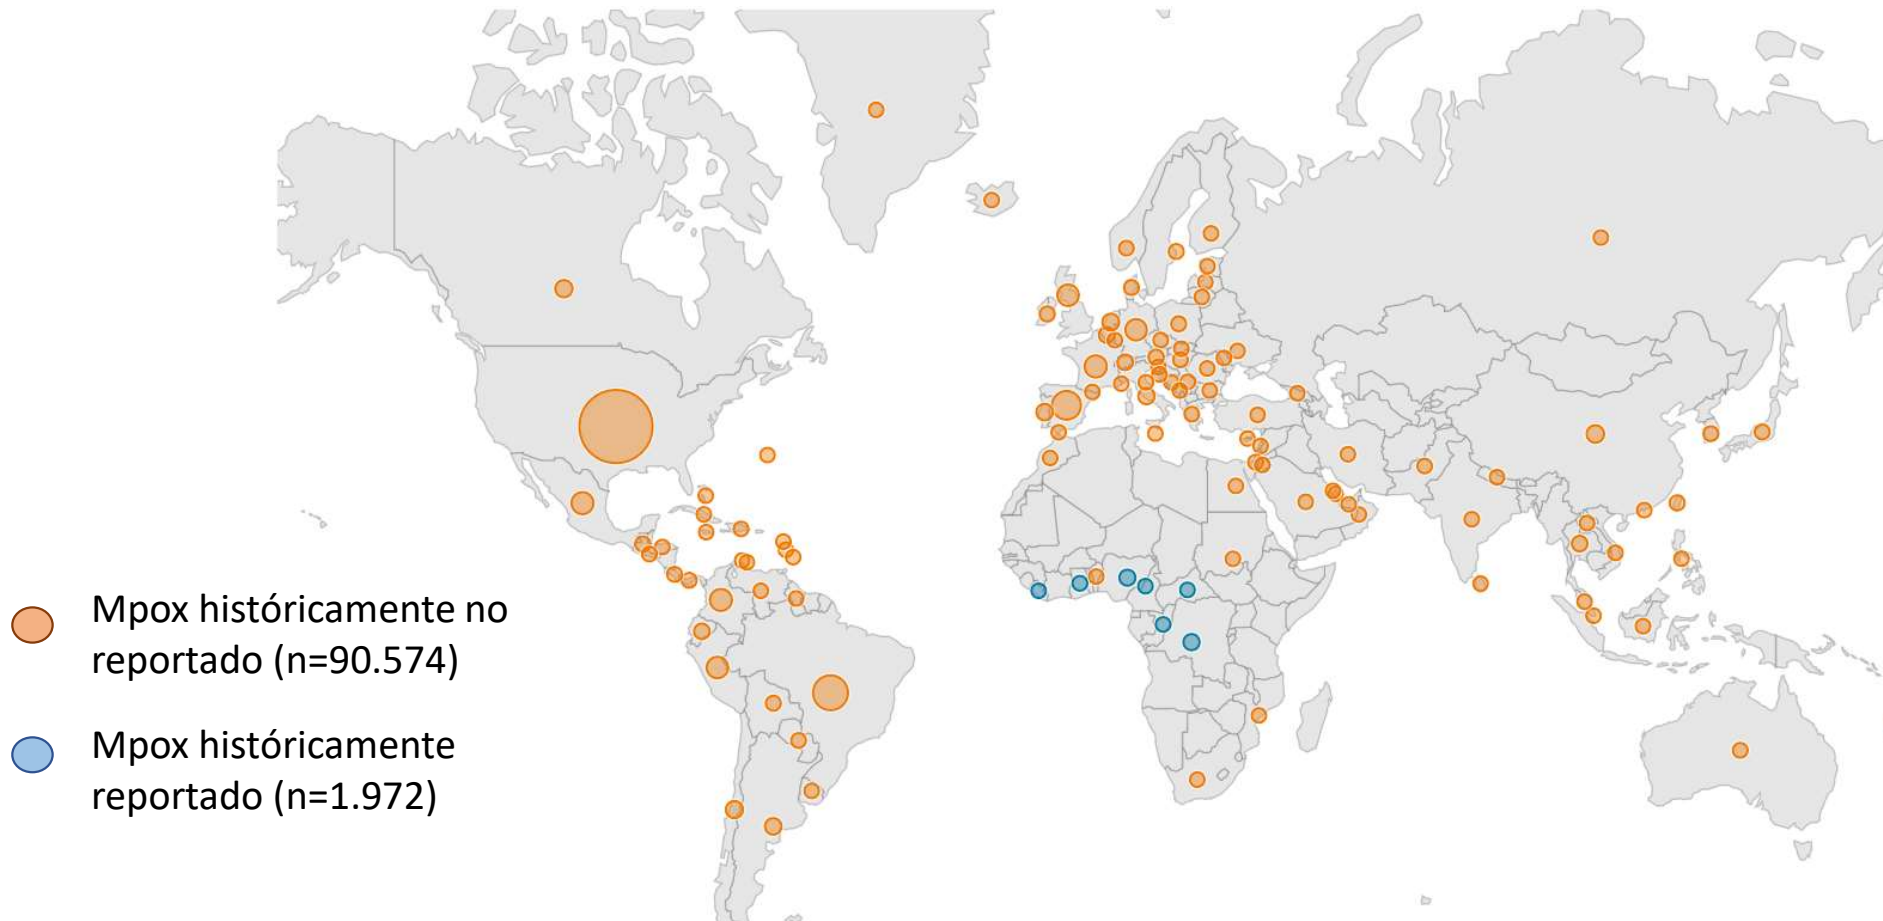 Mpox históricamente no
reportado (n=90.574)
Mpox históricamente
reportado (n=1.972)